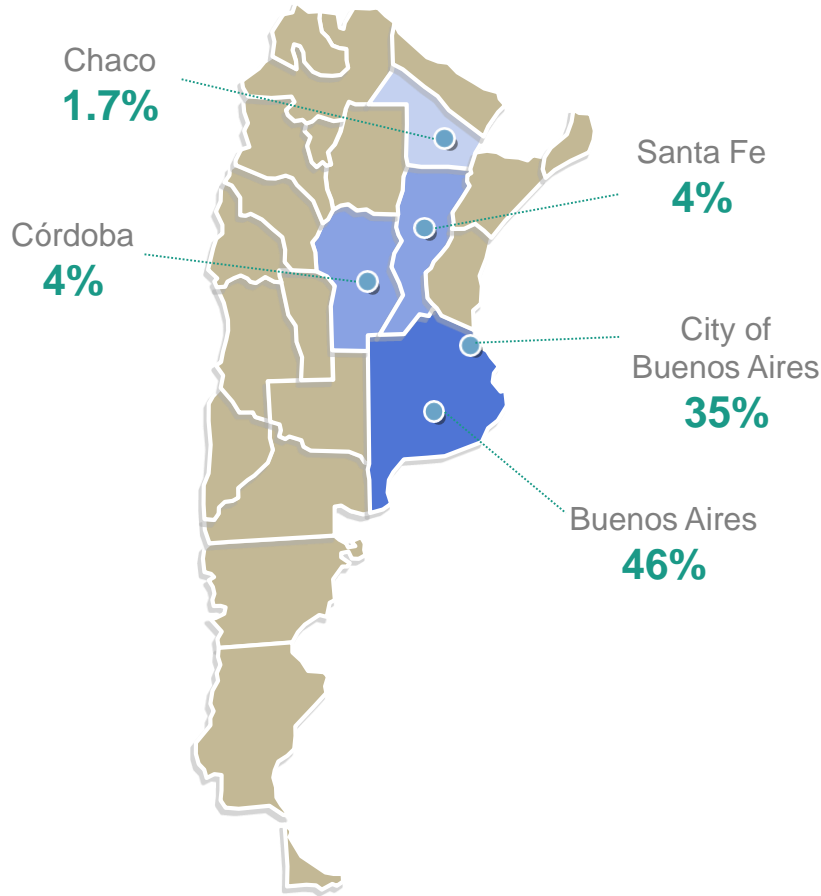 Chaco
1.7%
Santa Fe
4%
Córdoba
4%
City of
Buenos Aires
35%
Buenos Aires
46%